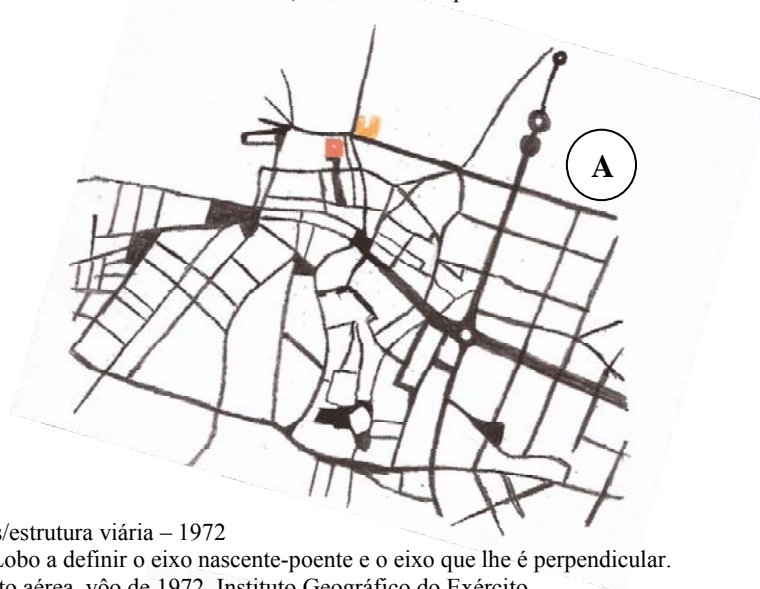 A
s/estrutura viária – 1972
Lobo a definir o eixo nascente-poente e o eixo que lhe é perpendicular.
to aérea, vôo de 1972, Instituto Geográfico do Exército